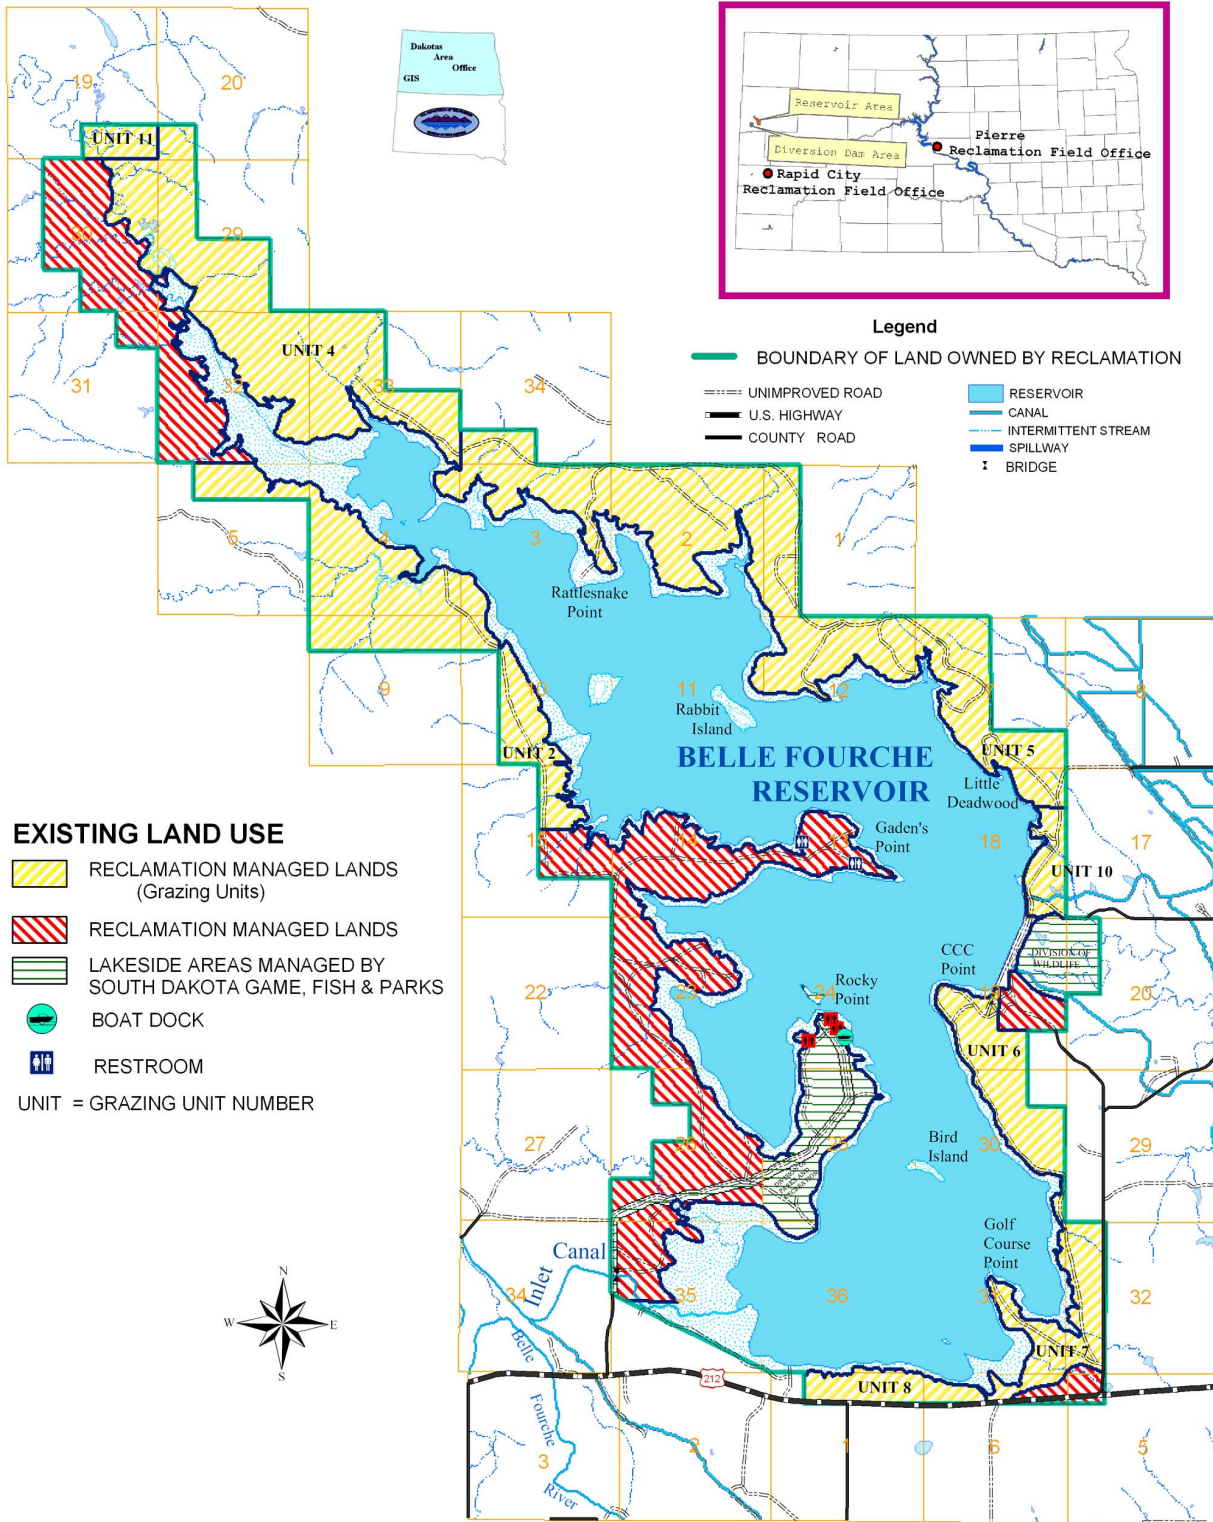 Dakotas
Area
Office
GIS
Reservoir Area
Diversion Dam Area
Pierre
Reclamation Field Office
Rapid City
Reclamation Field Office
Legend
BOUNDARY OF LAND OWNED BY RECLAMATION
UNIMPROVED ROAD
U.S. HIGHWAY
COUNTY ROAD
RESERVOIR
CANAL
INTERMITTENT STREAM
SPILLWAY
BRIDGE
19
20
UNIT 11
30
29
UNIT 4
31
32
33
34
5
4
3
2
1
Rattlesnake
Point
9
10
11
12
7
8
Rabbit
Island
UNIT 2
UNIT 5
BELLE FOURCHE
RESERVOIR
Little
Deadwood
Gaden's
Point
15
14
13
18
17
UNIT 10
EXISTING LAND USE
RECLAMATION MANAGED LANDS
(Grazing Units)
RECLAMATION MANAGED LANDS
LAKESIDE AREAS MANAGED BY
SOUTH DAKOTA GAME, FISH & PARKS
BOAT DOCK
RESTROOM
UNIT = GRAZING UNIT NUMBER
CCC
Point
DIVISION OF
WILDLIFE
22
23
24
19
20
Rocky
Point
UNIT 6
27
26
25
30
29
Bird
Island
DIVISION OF
PARKS AND
RECREATION
Golf
Course
Point
Inlet Canal
34
35
36
31
32
UNIT 7
UNIT 8
212
Belle
Fourche
River
3
2
1
6
5
N
W
E
S